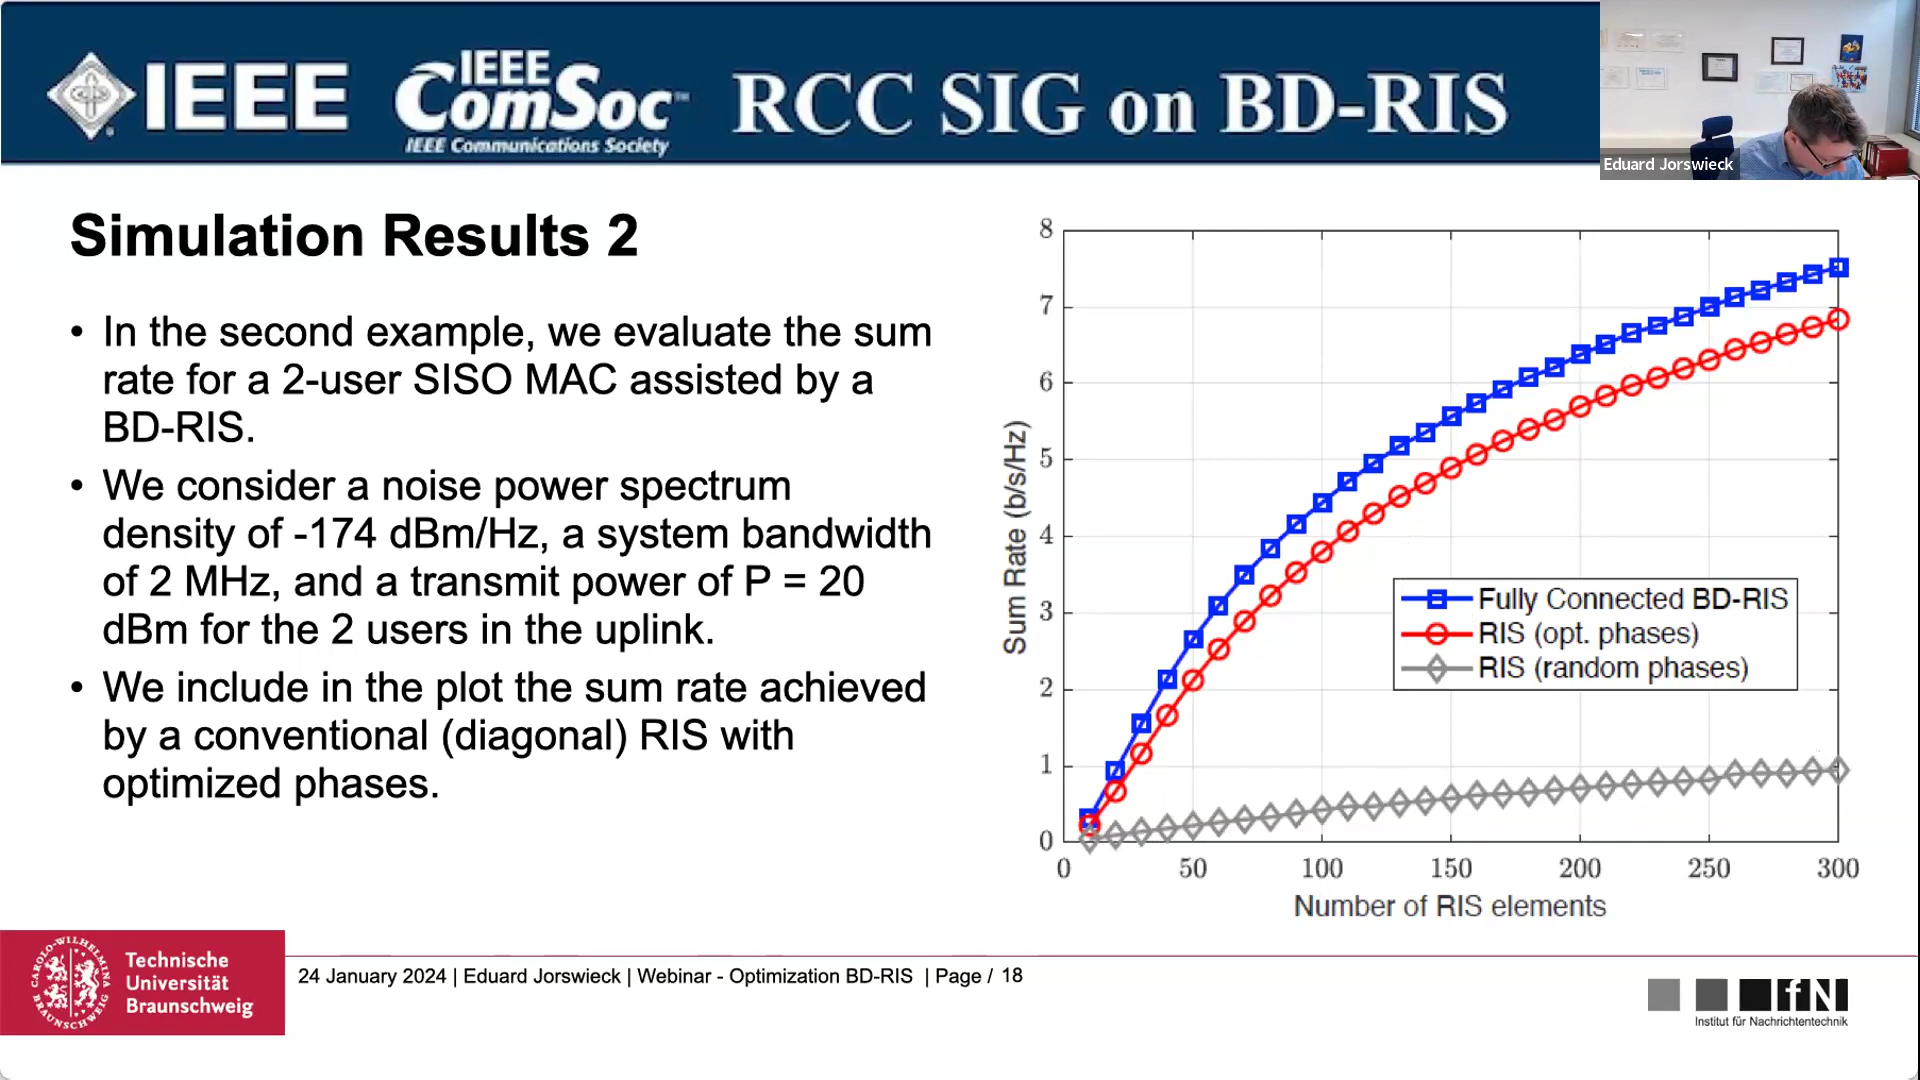 IEEE
IEEE
ComSoc™
IEEE Communications Society
RCC SIG on BD-RIS
Eduard Jorswieck
Simulation Results 2
• In the second example, we evaluate the sum
rate for a 2-user SISO MAC assisted by a
BD-RIS.
• We consider a noise power spectrum
density of -174 dBm/Hz, a system bandwidth
of 2 MHz, and a transmit power of P = 20
dBm for the 2 users in the uplink.
• We include in the plot the sum rate achieved
by a conventional (diagonal) RIS with
optimized phases.
8
7
6
5
4
3
2
1
0
Sum Rate (b/s/Hz)
Fully Connected BD-RIS
RIS (opt. phases)
RIS (random phases)
0 50 100 150 200 250 300
Number of RIS elements
CAROLO-WILHELMINA
BRAUNSCHWEIG
Technische
Universität
Braunschweig
24 January 2024 | Eduard Jorswieck | Webinar - Optimization BD-RIS | Page / 18
IfN
Institut für Nachrichtentechnik